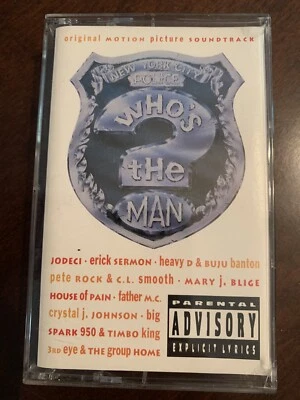 original MOTION picture SOUNDTRACK
NEW YORK CITY
POLICE
WHO'S
tHE
?
MAN
JODECI · erick SERMON · heavy D & BUJU banton
pete ROCK & C.L. smooth · MARY j. BLIGE
HOUSE of PAIN · father M.C.
crystal j. JOHNSON · big
SPARK 950 & TIMBO king
3RD eye & THE group HOME
PARENTAL
ADVISORY
EXPLICIT LYRICS